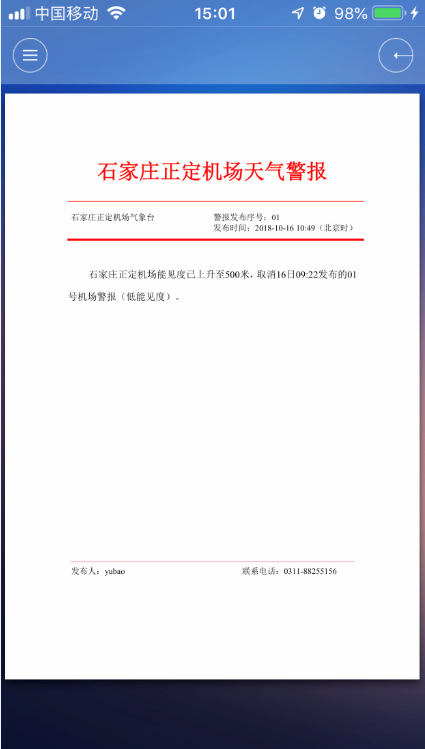 中国移动 15:01 98%
石家庄正定机场天气警报
石家庄正定机场气象台 警报发布序号：01
发布时间：2018-10-16 10:49（北京时）
石家庄正定机场能见度已上升至500米，取消16日09:22发布的01
号机场警报（低能见度）。
发布人：yubao 联系电话：0311-88255156